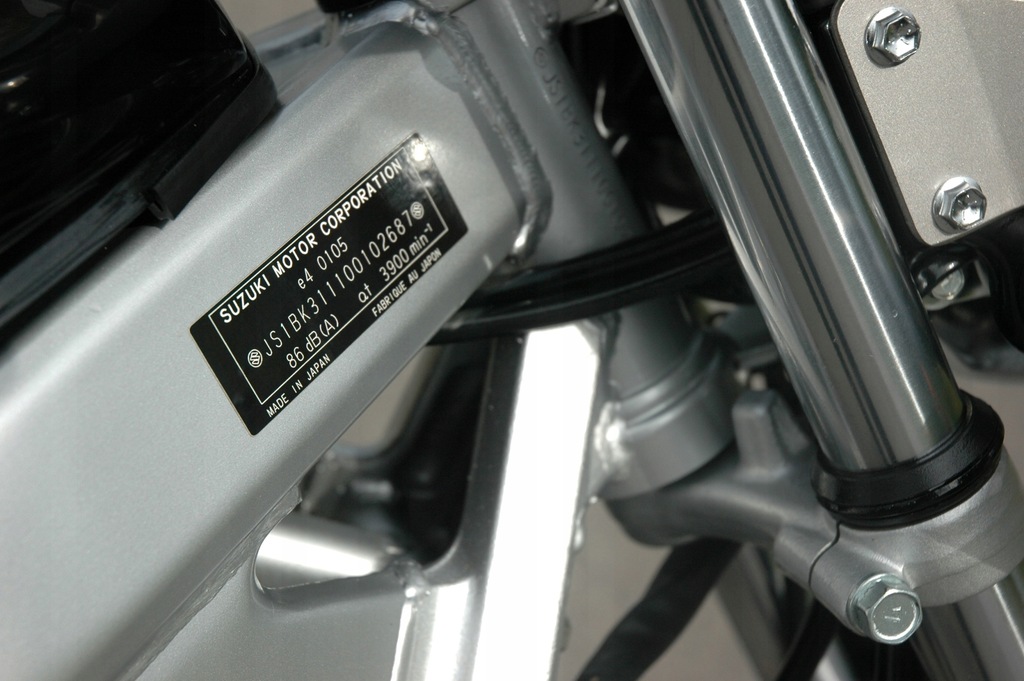 SUZUKI MOTOR CORPORATION
e4 0105
JS1BK311100102687
86 dB(A) at 3900 min⁻¹
MADE IN JAPAN FABRIQUE AU JAPON